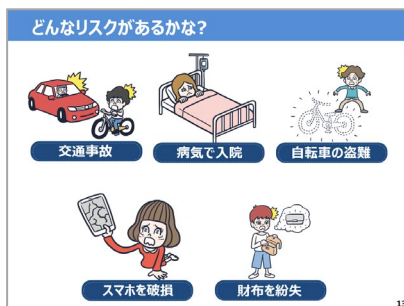 どんなリスクがあるかな?
交通事故
病気で入院
自転車の盗難
スマホを破損
財布を紛失
13